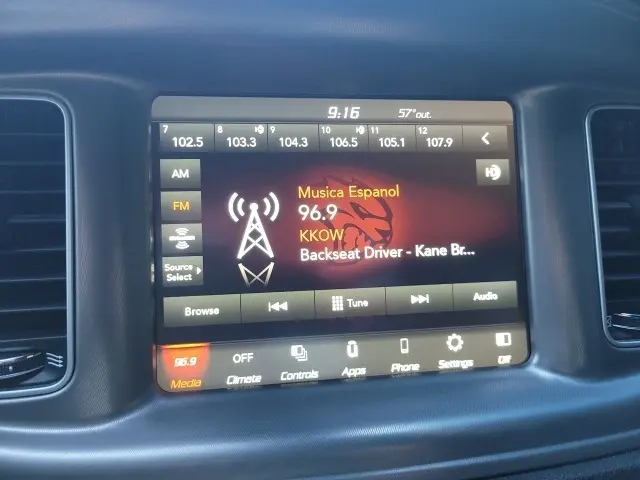 9:16 57°out.
7 8 9 10 11 12
102.5 103.3 104.3 106.5 105.1 107.9
AM
FM
Musica Espanol
96.9
KKOW
Backseat Driver - Kane Br...
Source
Select
Browse Tune Audio
96.9 OFF
Media Climate Controls Apps Phone Settings Off